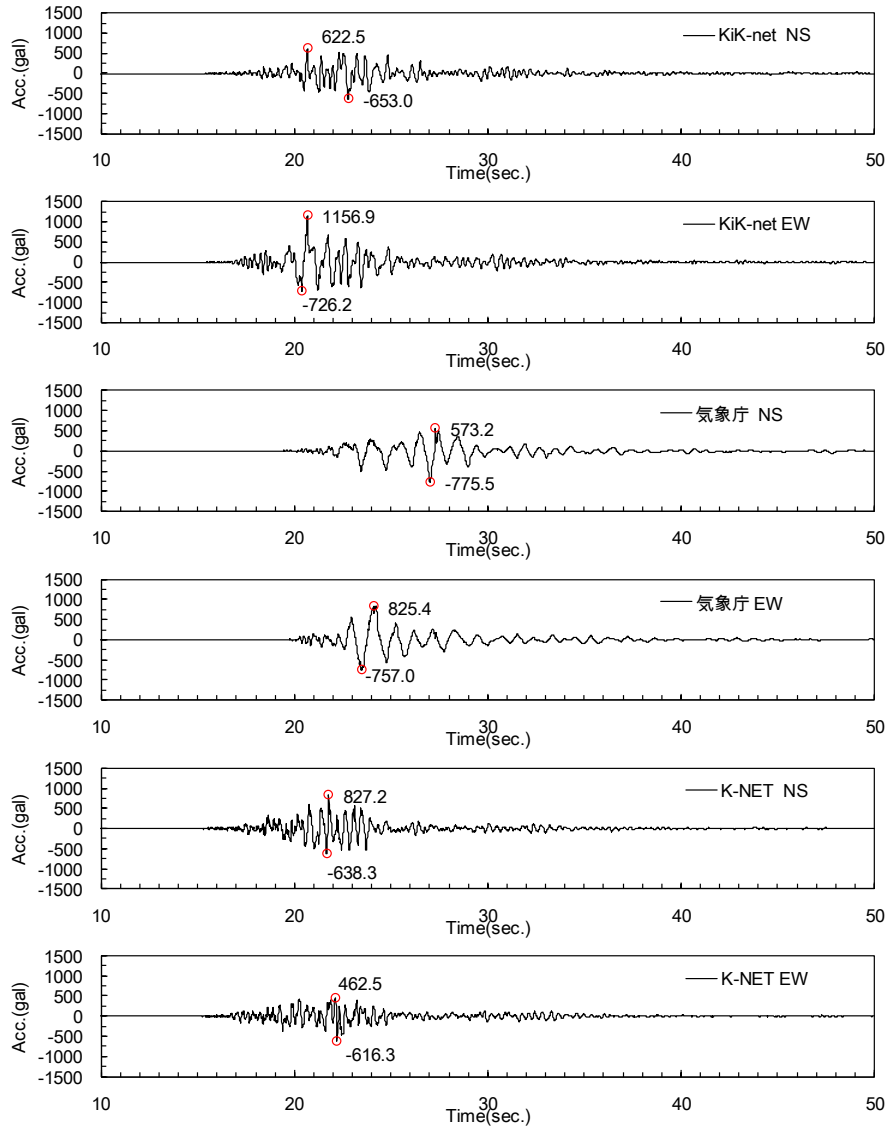 1500
1000
500
0
-500
-1000
-1500
Acc.(gal)
622.5
-653.0
KiK-net NS
10 20 30 40 50
Time(sec.)
1500
1000
500
0
-500
-1000
-1500
Acc.(gal)
1156.9
-726.2
KiK-net EW
10 20 30 40 50
Time(sec.)
1500
1000
500
0
-500
-1000
-1500
Acc.(gal)
573.2
-775.5
気象庁 NS
10 20 30 40 50
Time(sec.)
1500
1000
500
0
-500
-1000
-1500
Acc.(gal)
825.4
-757.0
気象庁 EW
10 20 30 40 50
Time(sec.)
1500
1000
500
0
-500
-1000
-1500
Acc.(gal)
827.2
-638.3
K-NET NS
10 20 30 40 50
Time(sec.)
1500
1000
500
0
-500
-1000
-1500
Acc.(gal)
462.5
-616.3
K-NET EW
10 20 30 40 50
Time(sec.)